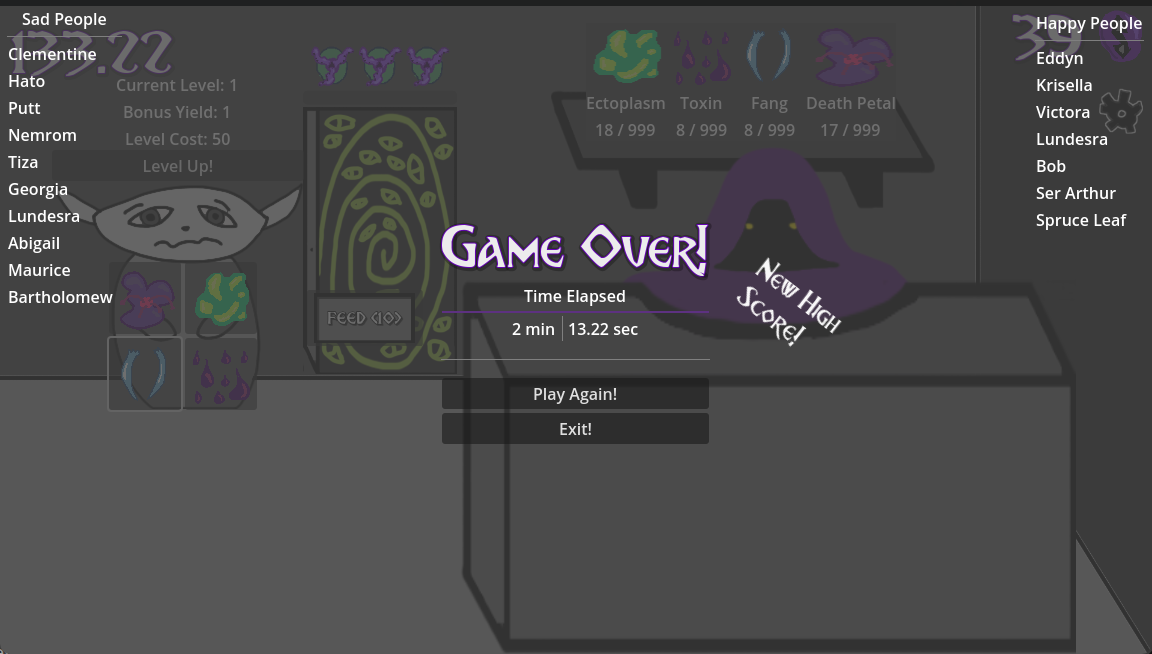 Sad People
133.22
Clementine
Hato
Putt
Nemrom
Tiza
Georgia
Lundesra
Abigail
Maurice
Bartholomew
Current Level: 1
Bonus Yield: 1
Level Cost: 50
Level Up!
FEED <10>
Ectoplasm Toxin Fang Death Petal
18 / 999 8 / 999 8 / 999 17 / 999
Game Over!
Time Elapsed
2 min 13.22 sec
New High
Score!
Play Again!
Exit!
Happy People
39
Eddyn
Krisella
Victora
Lundesra
Bob
Ser Arthur
Spruce Leaf